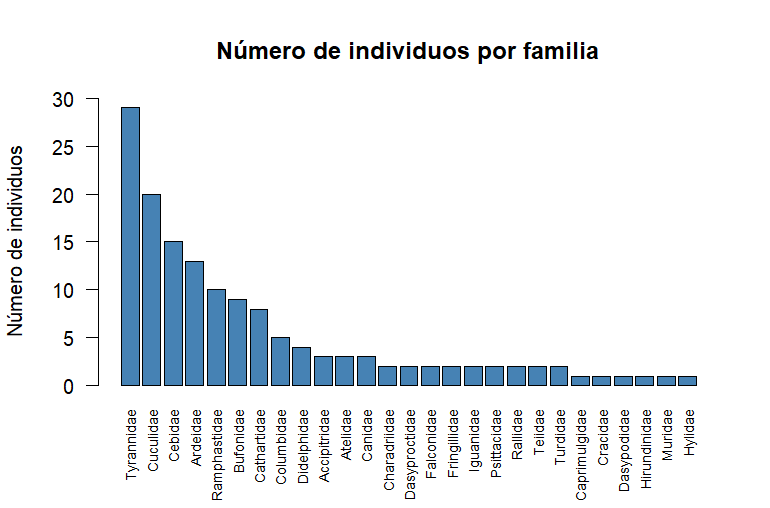 Número de individuos por familia
Número de individuos
30
25
20
15
10
5
0
Tyrannidae
Cuculidae
Cebidae
Ardeidae
Ramphastidae
Bufonidae
Cathartidae
Columbidae
Didelphidae
Accipitridae
Atelidae
Canidae
Charadriidae
Dasyproctidae
Falconidae
Fringillidae
Iguanidae
Psittacidae
Rallidae
Teiidae
Turdidae
Caprimulgidae
Cracidae
Dasypodidae
Hirundinidae
Muridae
Hylidae